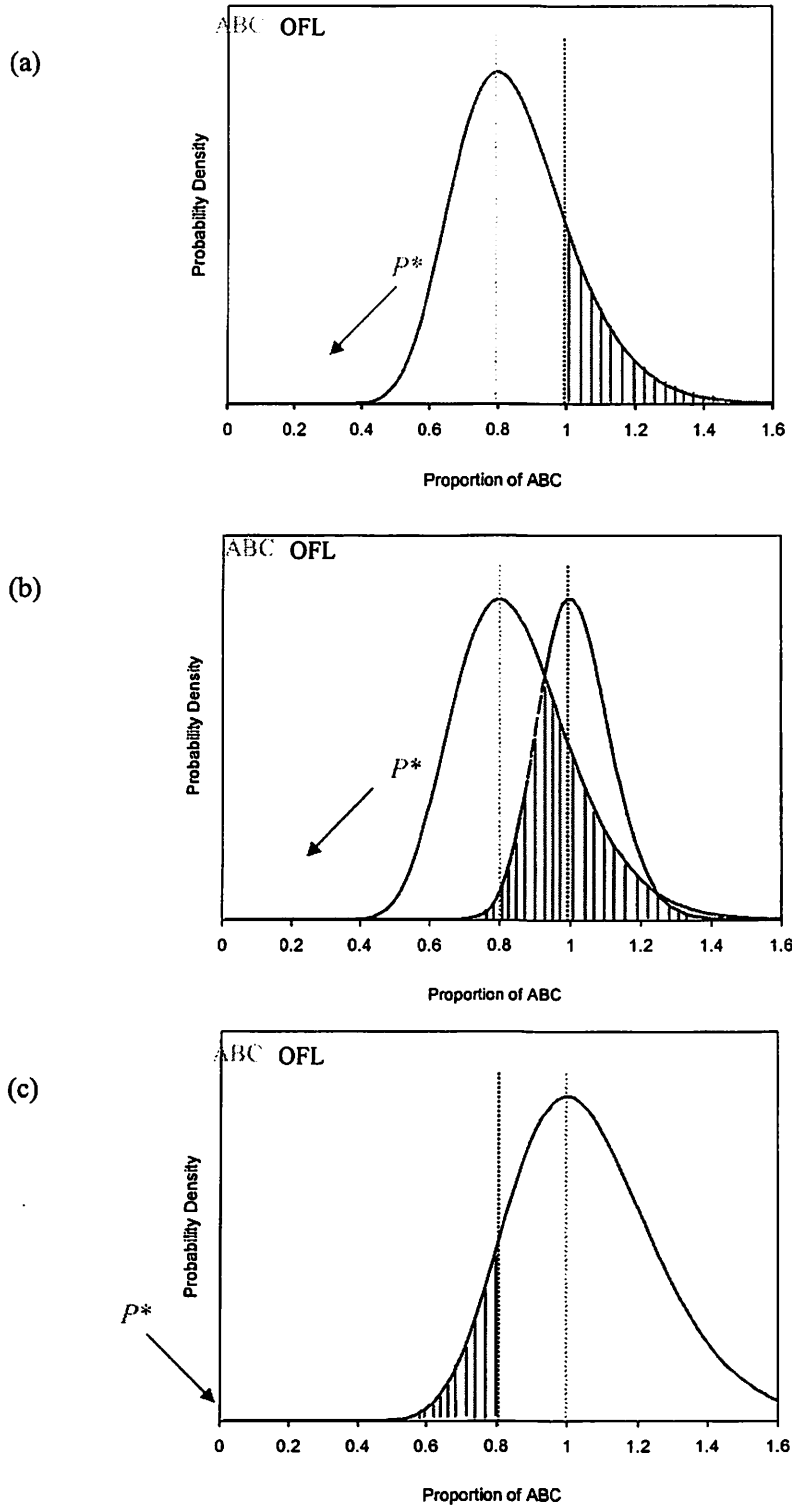 (a)
ABC OFL
Probability Density
P*
0 0.2 0.4 0.6 0.8 1 1.2 1.4 1.6
Proportion of ABC
(b)
ABC OFL
Probability Density
P*
0 0.2 0.4 0.6 0.8 1 1.2 1.4 1.6
Proportion of ABC
(c)
ABC OFL
Probability Density
P*
0 0.2 0.4 0.6 0.8 1 1.2 1.4 1.6
Proportion of ABC